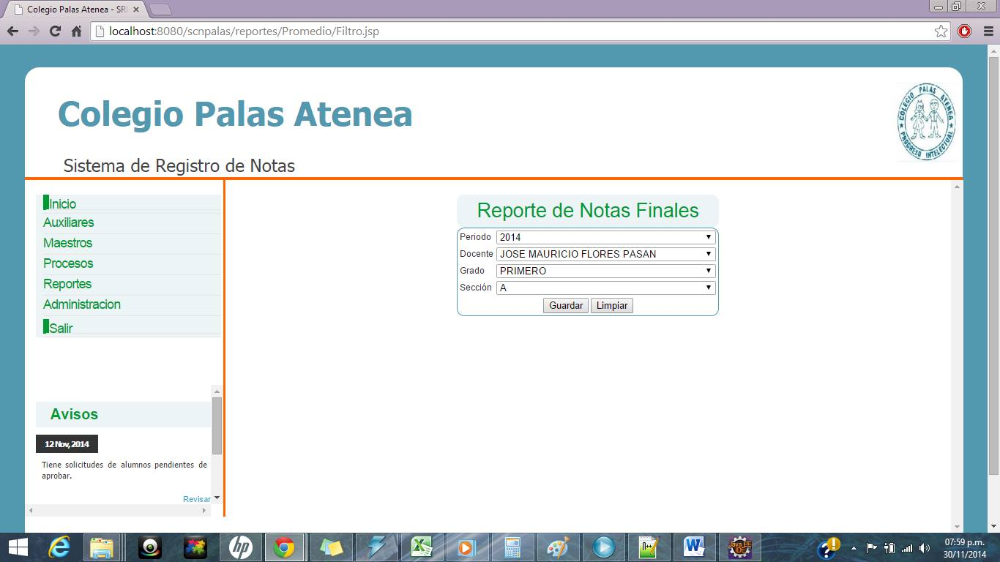 Colegio Palas Atenea - SRI
localhost:8080/scnpalas/reportes/Promedio/Filtro.jsp
Colegio Palas Atenea
COLEGIO PALAS ATENEA
PROGRESO INTELECTUAL
Sistema de Registro de Notas
Inicio
Auxiliares
Maestros
Procesos
Reportes
Administracion
Salir
Reporte de Notas Finales
Periodo 2014
Docente JOSE MAURICIO FLORES PASAN
Grado PRIMERO
Sección A
Guardar Limpiar
Avisos
12 Nov, 2014
Tiene solicitudes de alumnos pendientes de
aprobar.
Revisar
hp
Java EE
IDE
07:59 p.m.
30/11/2014